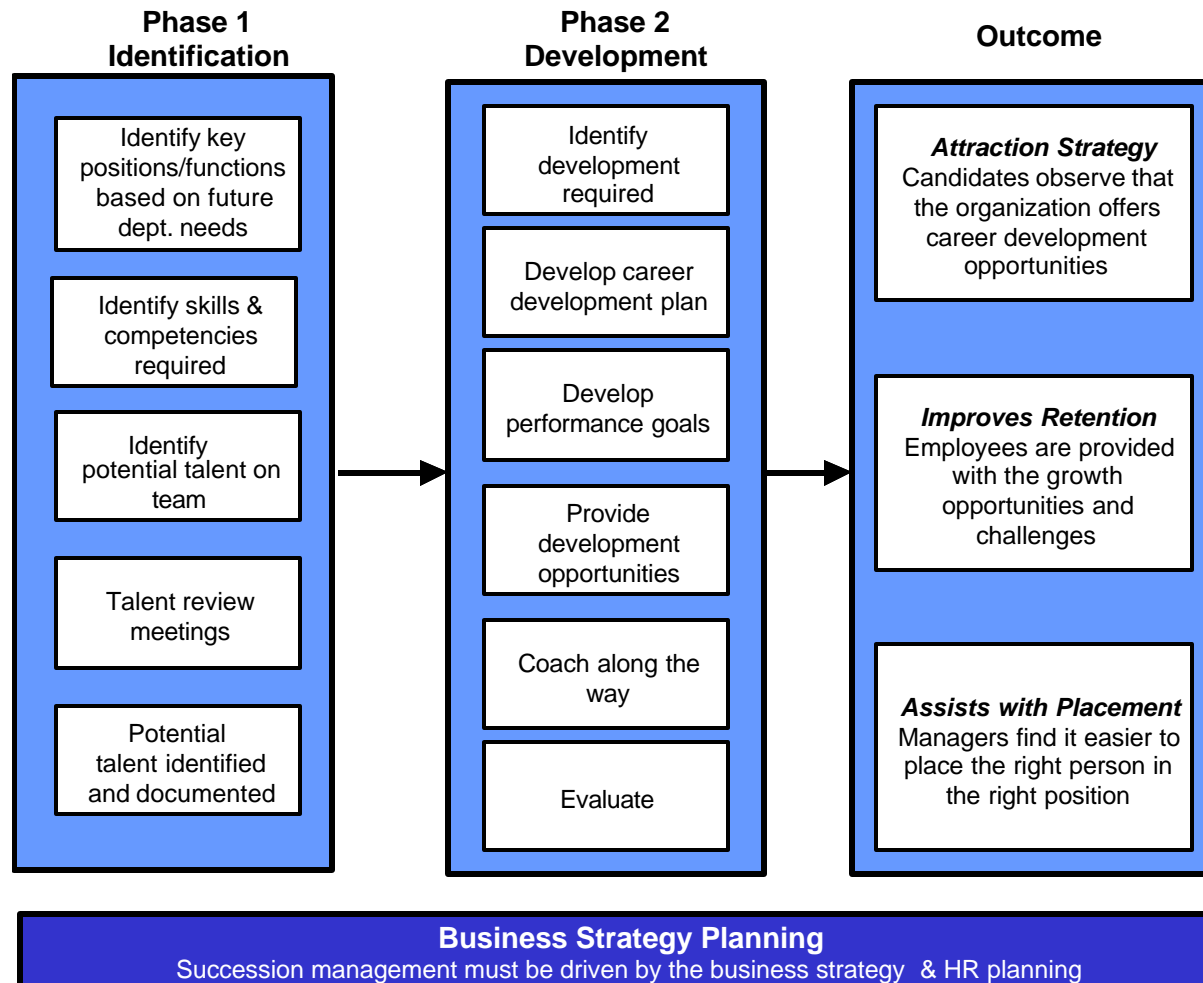 Phase 1
Identification
Identify key
positions/functions
based on future
dept. needs
Identify skills &
competencies
required
Identify
potential talent on
team
Talent review
meetings
Potential
talent identified
and documented
Phase 2
Development
Identify
development
required
Develop career
development plan
Develop
performance goals
Provide
development
opportunities
Coach along the
way
Evaluate
Outcome
Attraction Strategy
Candidates observe that
the organization offers
career development
opportunities
Improves Retention
Employees are provided
with the growth
opportunities and
challenges
Assists with Placement
Managers find it easier to
place the right person in
the right position
Business Strategy Planning
Succession management must be driven by the business strategy & HR planning